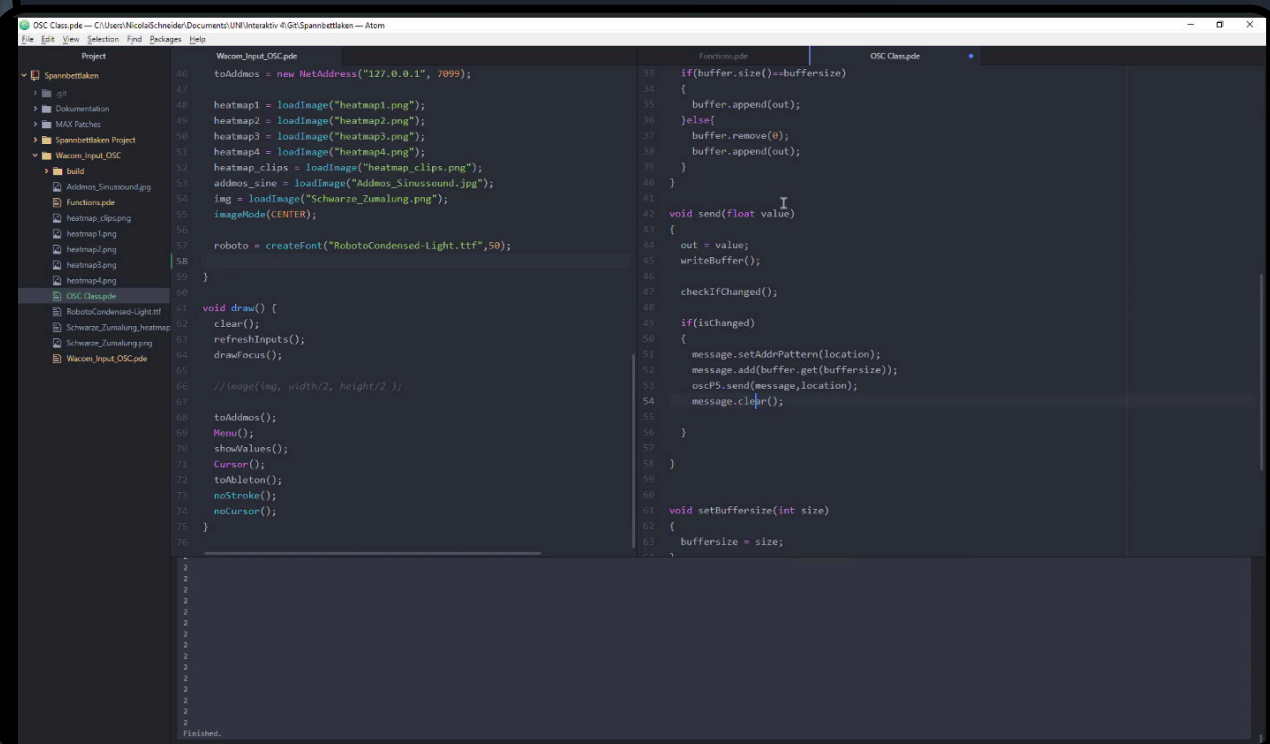 OSC Class.pde — C:\Users\NicolaiSchneider\Documents\UNI\Interaktiv 4\Git\Spannbettlaken — Atom
File Edit View Selection Find Packages Help
Project
Spannbettlaken
.git
Dokumentation
MAX Patches
Spannbettlaken Project
Wacom_Input_OSC
build
Addmos_Sinussound.jpg
Functions.pde
heatmap_clips.png
heatmap1.png
heatmap2.png
heatmap3.png
heatmap4.png
OSC Class.pde
RobotoCondensed-Light.ttf
Schwarze_Zumalung_heatmap
Schwarze_Zumalung.png
Wacom_Input_OSC.pde
Wacom_Input_OSC.pde
46 toAddmos = new NetAddress("127.0.0.1", 7099);
47
48 heatmap1 = loadImage("heatmap1.png");
49 heatmap2 = loadImage("heatmap2.png");
50 heatmap3 = loadImage("heatmap3.png");
51 heatmap4 = loadImage("heatmap4.png");
52 heatmap_clips = loadImage("heatmap_clips.png");
53 addmos_sine = loadImage("Addmos_Sinussound.jpg");
54 img = loadImage("Schwarze_Zumalung.png");
55 imageMode(CENTER);
56
57 roboto = createFont("RobotoCondensed-Light.ttf",50);
58
59 }
60
61 void draw() {
62 clear();
63 refreshInputs();
64 drawFocus();
65
66 //image(img, width/2, height/2 );
67
68 toAddmos();
69 Menu();
70 showValues();
71 Cursor();
72 toAbleton();
73 noStroke();
74 noCursor();
75 }
76
Functions.pde OSC Class.pde
33 if(buffer.size()==buffersize)
34 {
35 buffer.append(out);
36 }else{
37 buffer.remove(0);
38 buffer.append(out);
39 }
40 }
41
42 void send(float value)
43 {
44 out = value;
45 writeBuffer();
46
47 checkIfChanged();
48
49 if(isChanged)
50 {
51 message.setAddrPattern(location);
52 message.add(buffer.get(buffersize));
53 oscP5.send(message,location);
54 message.clear();
55
56 }
57
58 }
59
60
61 void setBuffersize(int size)
62 {
63 buffersize = size;
2
2
2
2
2
2
2
2
2
2
2
2
2
2
Finished.